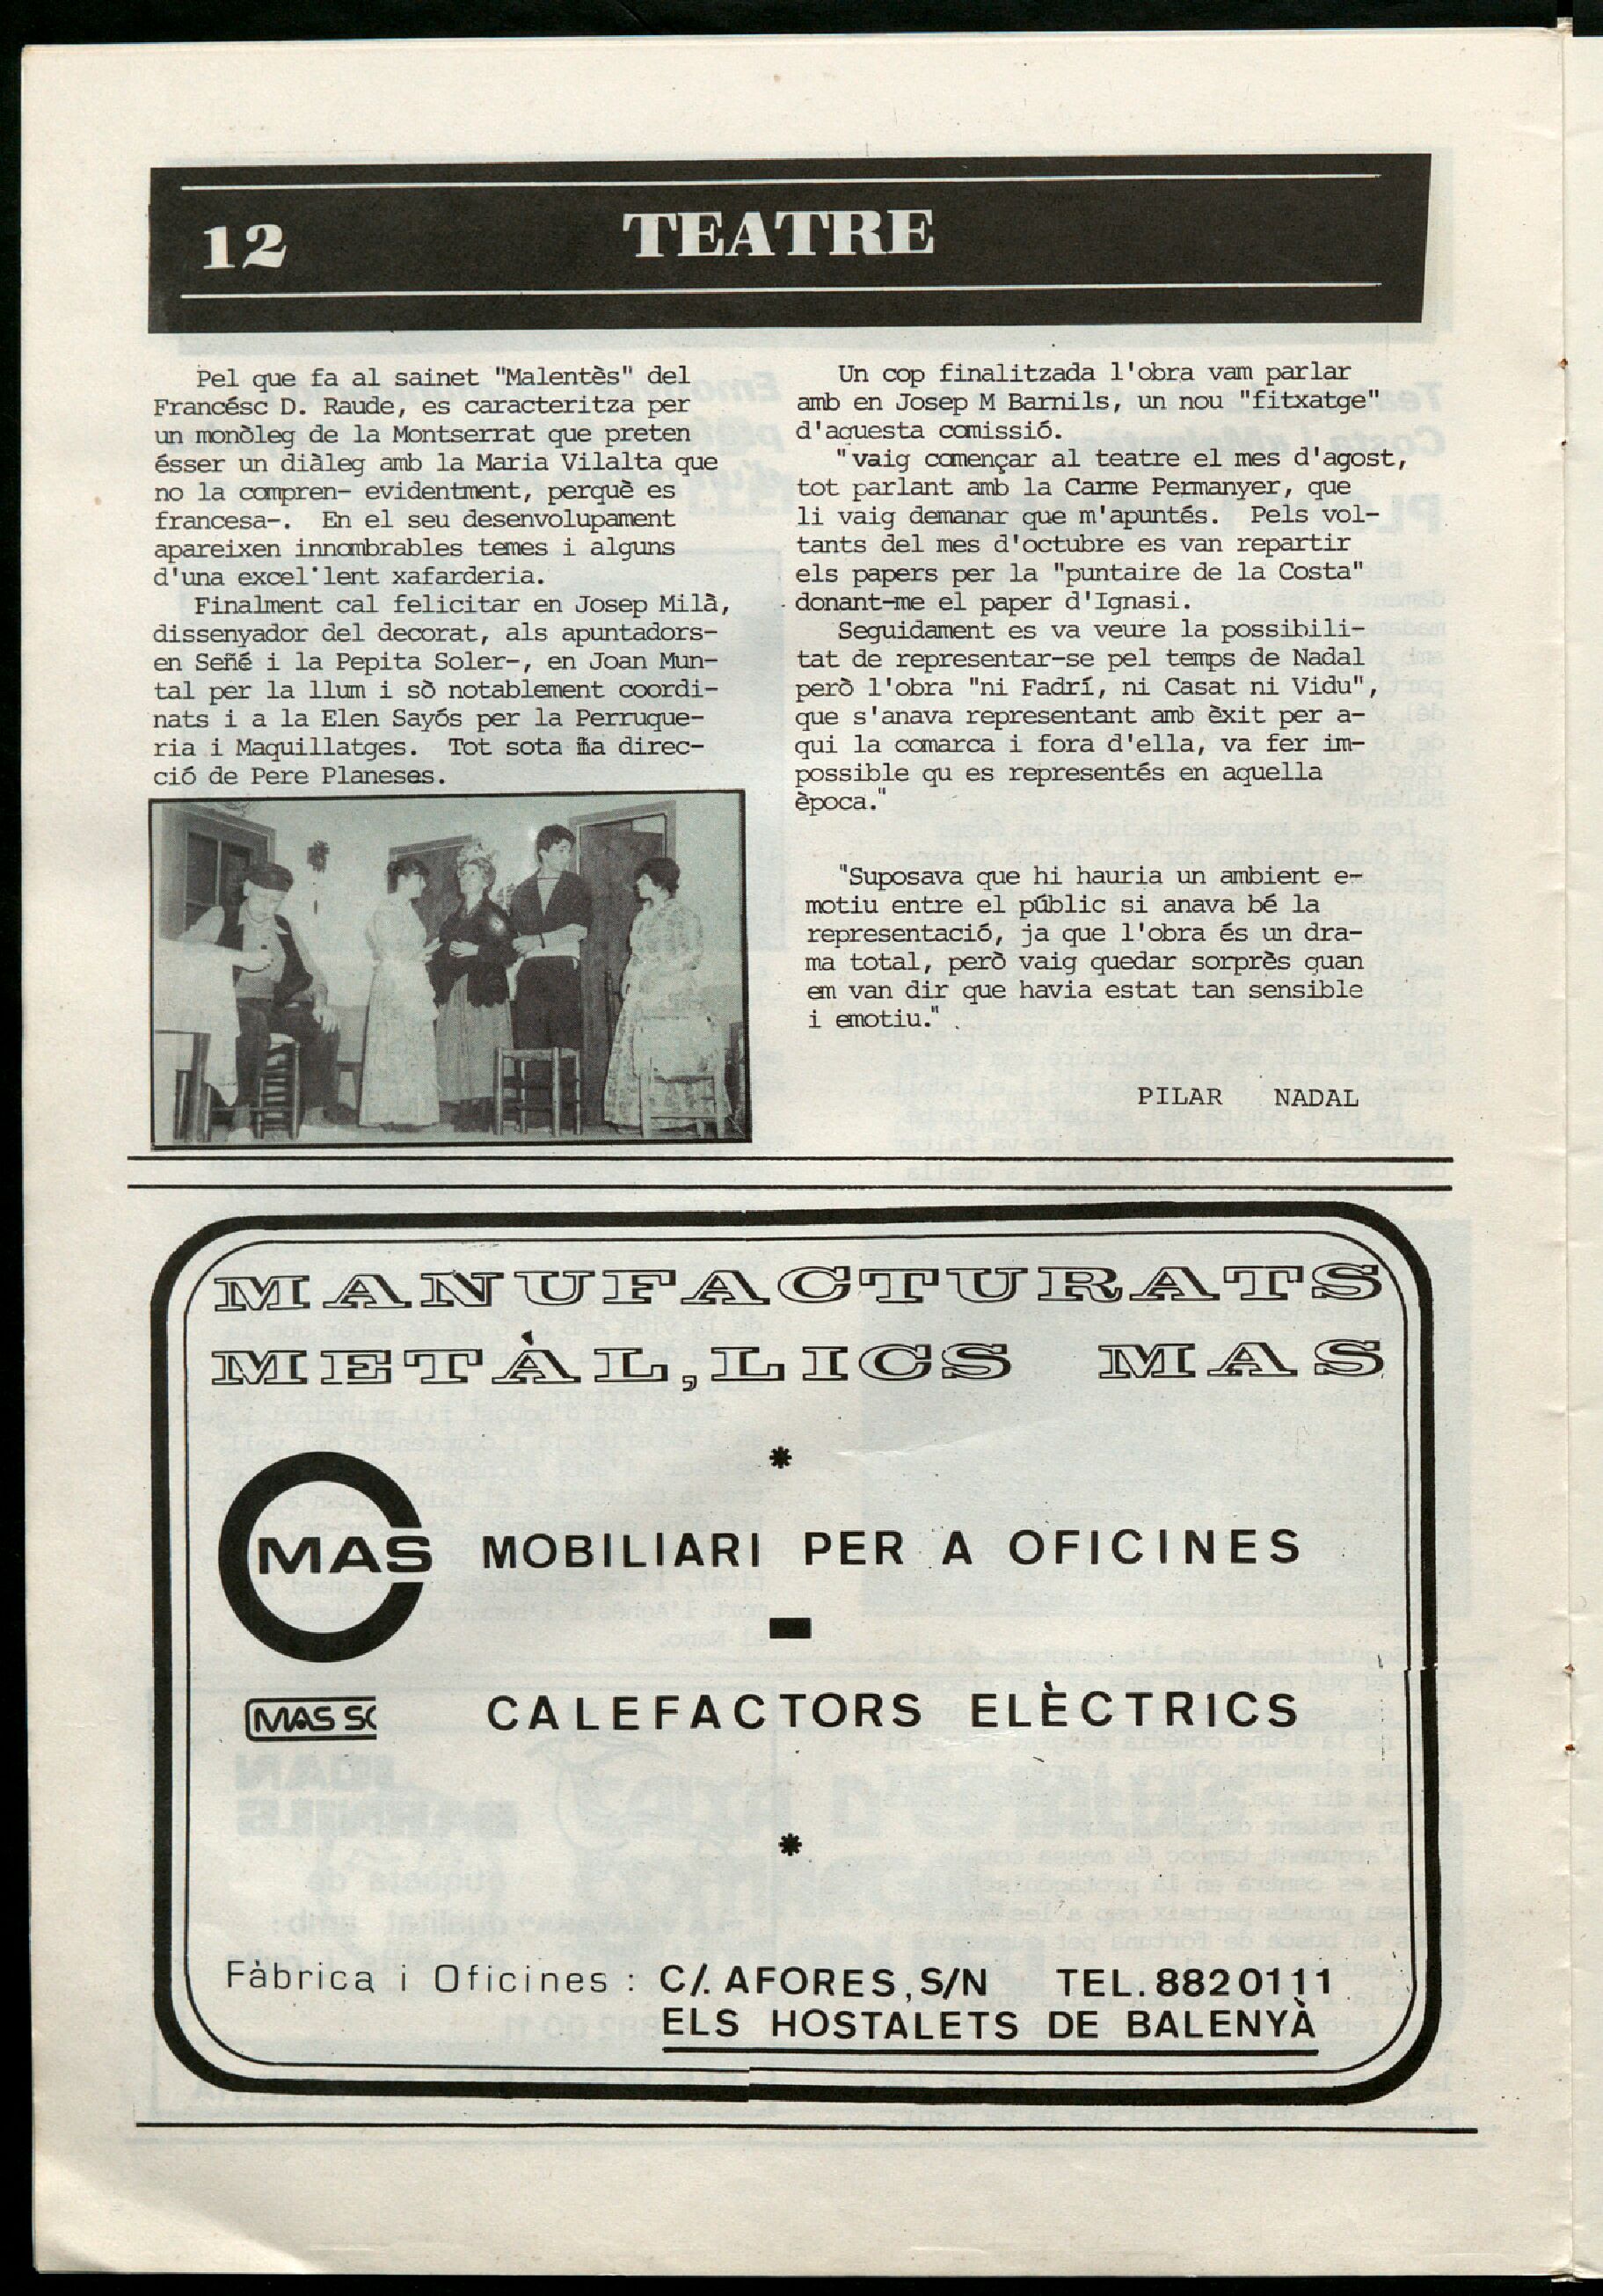 12
TEATRE
Pel que fa al sainet "Malentès" del
Francésc D. Raude, es caracteritza per
un monòleg de la Montserrat que preten
ésser un diàleg amb la Maria Vilalta que
no la compren- evidentment, perquè es
francesa-. En el seu desenvolupament
apareixen innombrables temes i alguns
d'una excel·lent xafarderia.
Finalment cal felicitar en Josep Milà,
dissenyador del decorat, als apuntadors-
en Señé i la Pepita Soler-, en Joan Mun-
tal per la llum i sò notablement coordi-
nats i a la Elen Sayós per la Perruque-
ria i Maquillatges. Tot sota la direc-
ció de Pere Planeses.
Un cop finalitzada l'obra vam parlar
amb en Josep M Barnils, un nou "fitxatge"
d'aquesta comissió.
"vaig començar al teatre el mes d'agost,
tot parlant amb la Carme Permanyer, que
li vaig demanar que m'apuntés. Pels vol-
tants del mes d'octubre es van repartir
els papers per la "puntaire de la Costa"
donant-me el paper d'Ignasi.
Seguidament es va veure la possibili-
tat de representar-se pel temps de Nadal
però l'obra "ni Fadrí, ni Casat ni Vidu",
que s'anava representant amb èxit per a-
qui la comarca i fora d'ella, va fer im-
possible qu es representés en aquella
època."
"Suposava que hi hauria un ambient e-
motiu entre el públic si anava bé la
representació, ja que l'obra és un dra-
ma total, però vaig quedar sorprès quan
em van dir que havia estat tan sensible
i emotiu."
PILAR NADAL
MANUFACTURATS
METÀL,LICS MAS
*
MAS MOBILIARI PER A OFICINES
-
MAS SO CALEFACTORS ELÈCTRICS
*
Fàbrica i Oficines : C/. AFORES, S/N TEL. 8820111
ELS HOSTALETS DE BALENYÀ